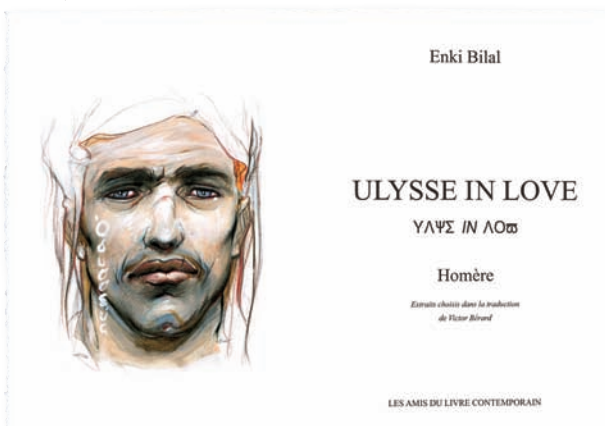 Enki Bilal
ULYSSE IN LOVE
ΥΛΨΣ IN ΛΟϖ
Homère
Extraits choisis dans la traduction
de Victor Bérard
LES AMIS DU LIVRE CONTEMPORAIN